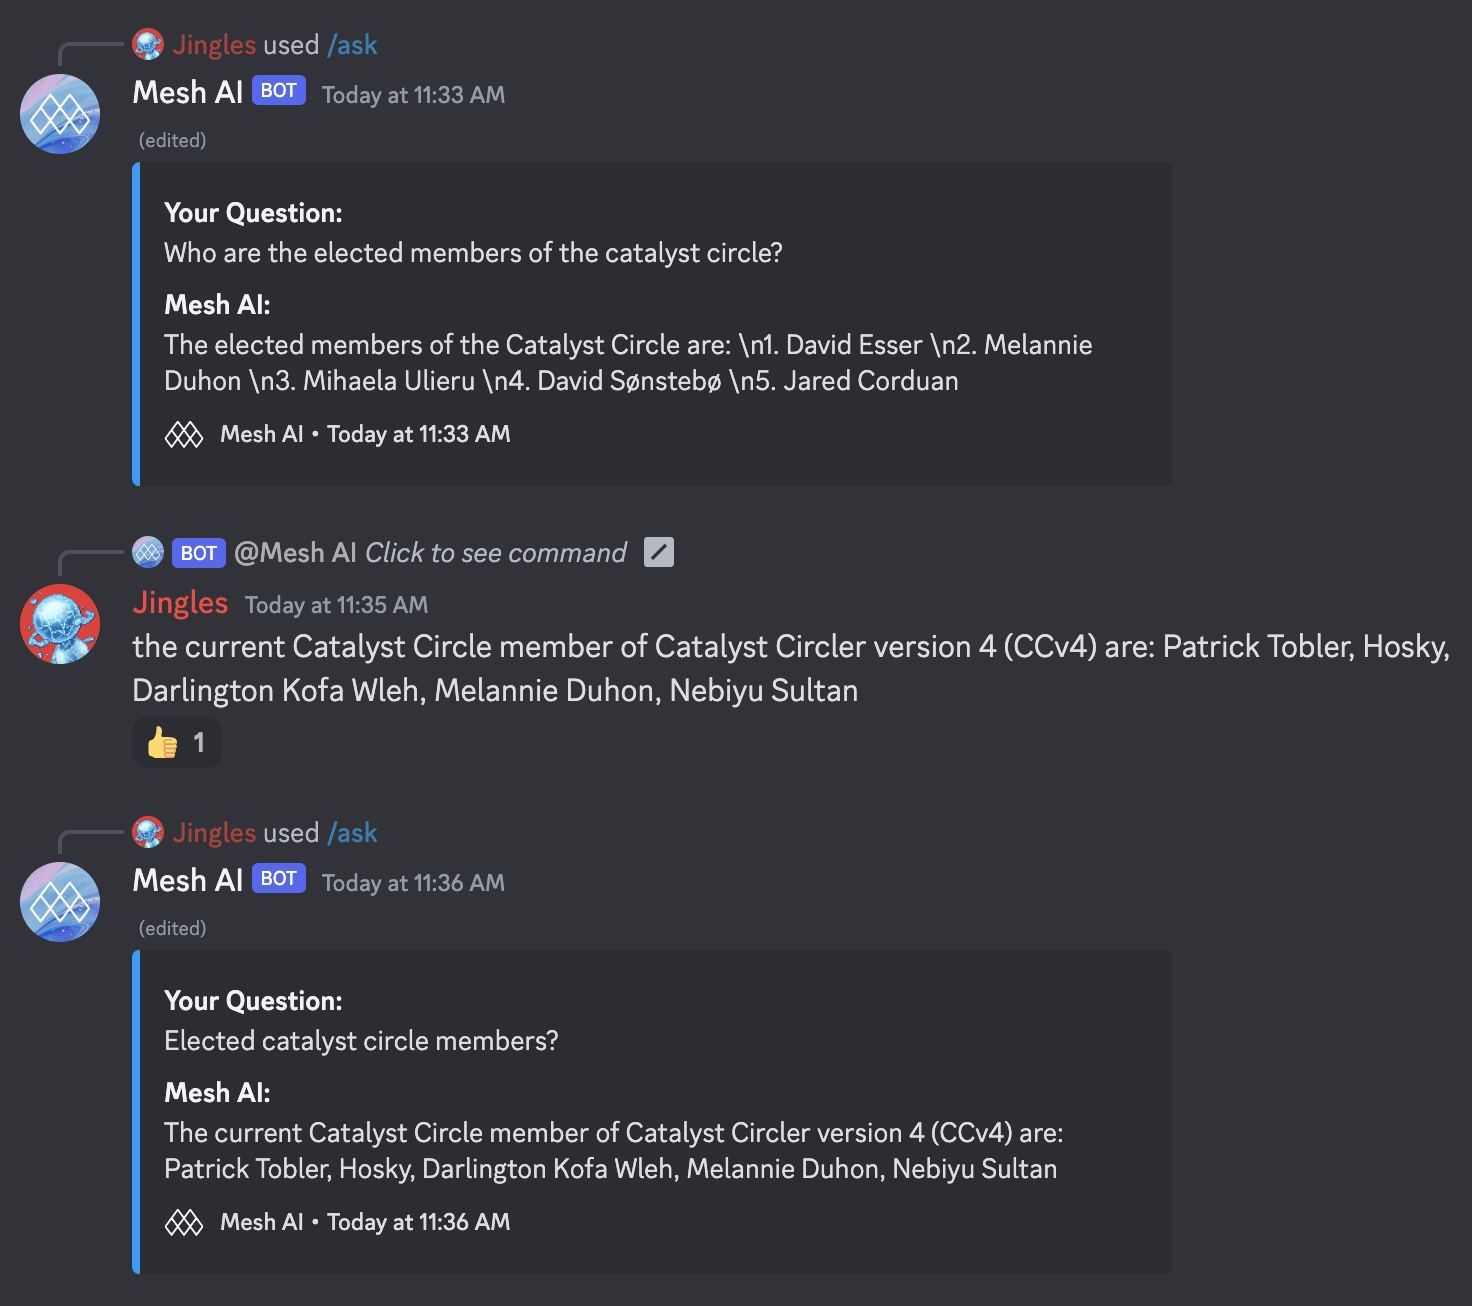 Jingles used /ask
Mesh AI BOT Today at 11:33 AM
(edited)
Your Question:
Who are the elected members of the catalyst circle?
Mesh AI:
The elected members of the Catalyst Circle are: \n1. David Esser \n2. Melannie
Duhon \n3. Mihaela Ulieru \n4. David Sønstebø \n5. Jared Corduan
Mesh AI • Today at 11:33 AM
BOT @Mesh AI Click to see command
Jingles Today at 11:35 AM
the current Catalyst Circle member of Catalyst Circler version 4 (CCv4) are: Patrick Tobler, Hosky,
Darlington Kofa Wleh, Melannie Duhon, Nebiyu Sultan
1
Jingles used /ask
Mesh AI BOT Today at 11:36 AM
(edited)
Your Question:
Elected catalyst circle members?
Mesh AI:
The current Catalyst Circle member of Catalyst Circler version 4 (CCv4) are:
Patrick Tobler, Hosky, Darlington Kofa Wleh, Melannie Duhon, Nebiyu Sultan
Mesh AI • Today at 11:36 AM